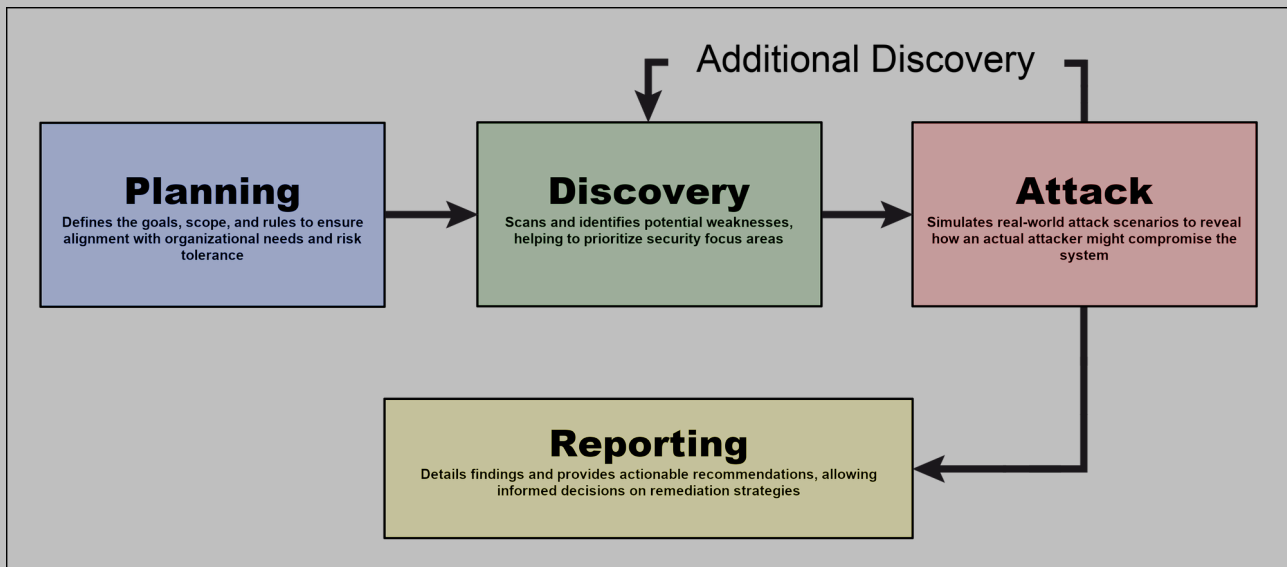 Additional Discovery
Planning
Defines the goals, scope, and rules to ensure
alignment with organizational needs and risk
tolerance
Discovery
Scans and identifies potential weaknesses,
helping to prioritize security focus areas
Attack
Simulates real-world attack scenarios to reveal
how an actual attacker might compromise the
system
Reporting
Details findings and provides actionable recommendations, allowing
informed decisions on remediation strategies